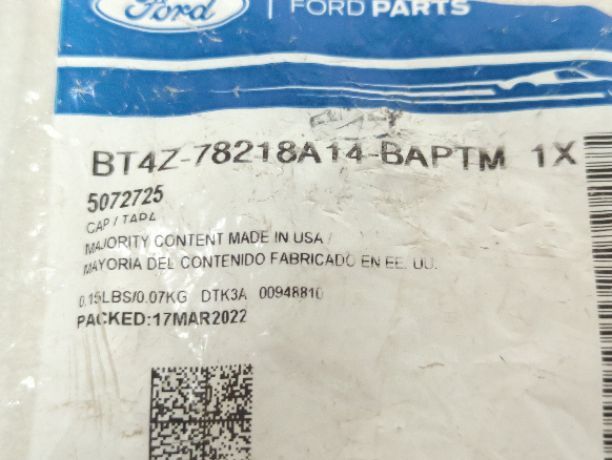 Ford | FORD PARTS
BT4Z-78218A14-BAPTM 1X
5072725
CAP / TAPA
MAJORITY CONTENT MADE IN USA /
MAYORIA DEL CONTENIDO FABRICADO EN EE. UU.
0.15LBS/0.07KG DTK3A 00948810
PACKED:17MAR2022